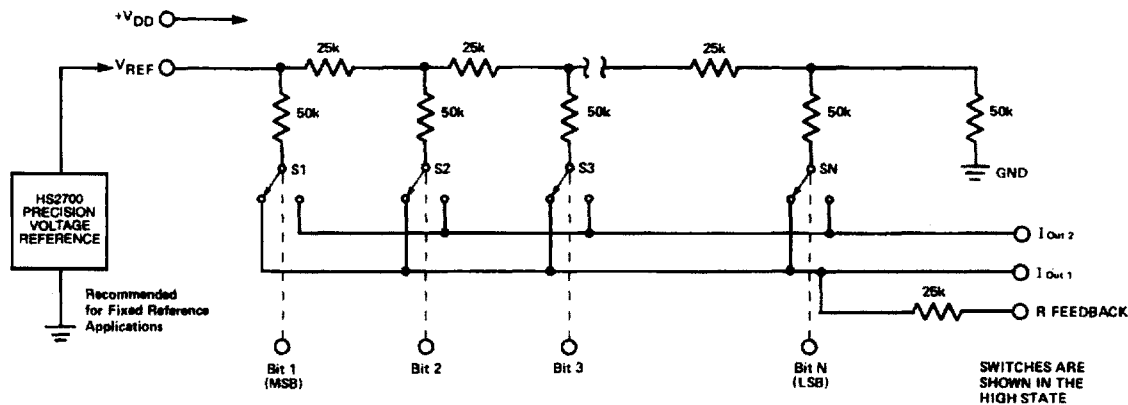 +VDD
VREF
25k
25k
25k
50k
50k
50k
50k
50k
S1
S2
S3
SN
GND
HS2700
PRECISION
VOLTAGE
REFERENCE
I Out 2
I Out 1
Recommended
for Fixed Reference
Applications
25k
R FEEDBACK
Bit 1
(MSB)
Bit 2
Bit 3
Bit N
(LSB)
SWITCHES ARE
SHOWN IN THE
HIGH STATE